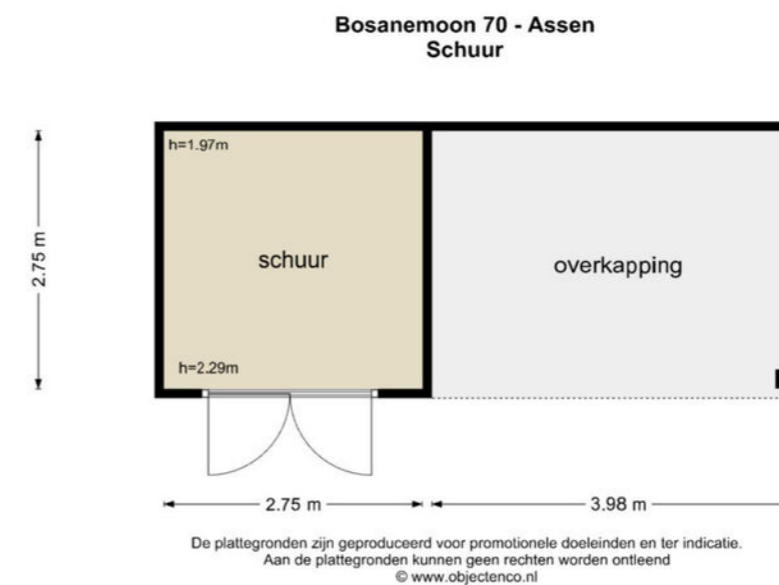 Bosanemoon 70 - Assen
Schuur
h=1.97m
2.75 m
schuur
overkapping
h=2.29m
2.75 m
3.98 m
De plattegronden zijn geproduceerd voor promotionele doeleinden en ter indicatie.
Aan de plattegronden kunnen geen rechten worden ontleend
© www.objectenco.nl